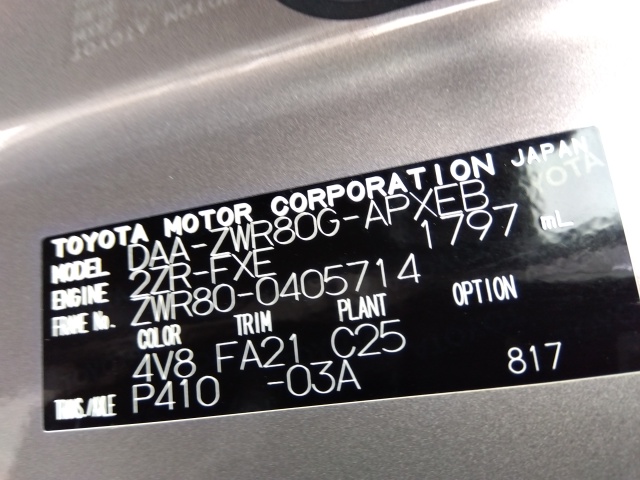 TOYOTA MOTOR CORPORATION JAPAN
MODEL DAA-ZWR80G-APXEB
ENGINE 2ZR-FXE 1797 mL
FRAME No. ZWR80-0405714
COLOR TRIM PLANT OPTION
4V8 FA21 C25
TRANS./AXLE P410 -03A 817